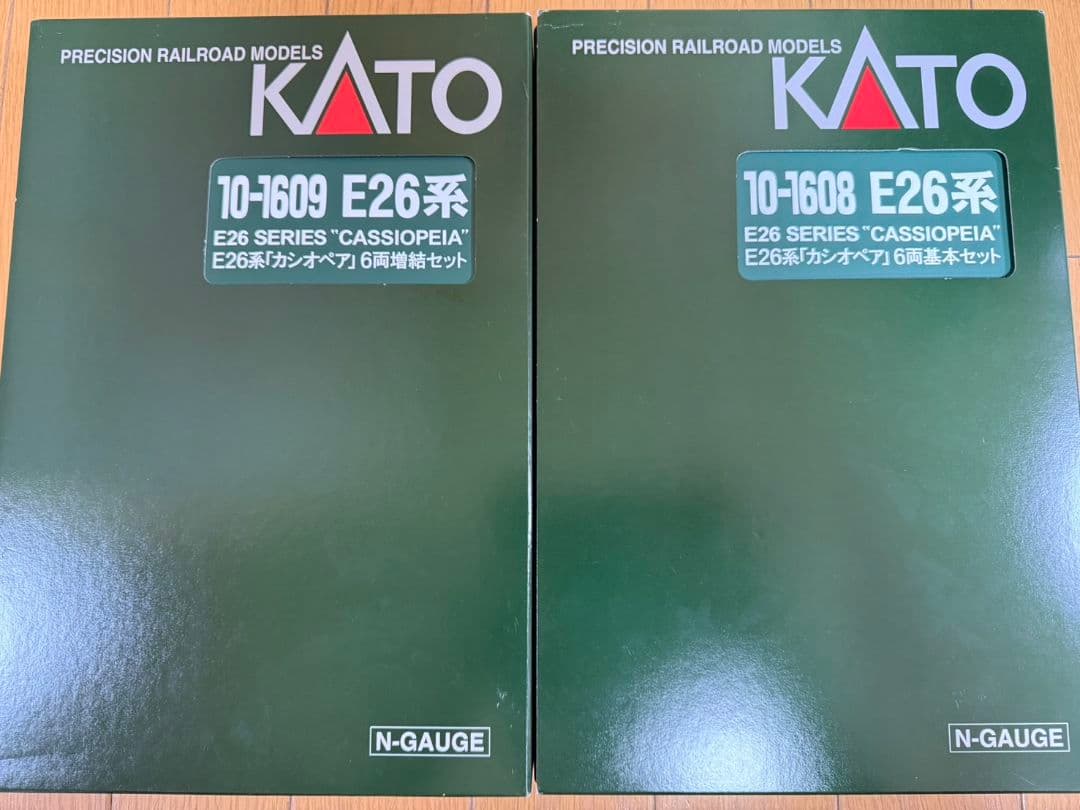 PRECISION RAILROAD MODELS
KATO
10-1609 E26系
E26 SERIES "CASSIOPEIA"
E26系「カシオペア」6両増結セット
N-GAUGE
PRECISION RAILROAD MODELS
KATO
10-1608 E26系
E26 SERIES "CASSIOPEIA"
E26系「カシオペア」6両基本セット
N-GAUGE